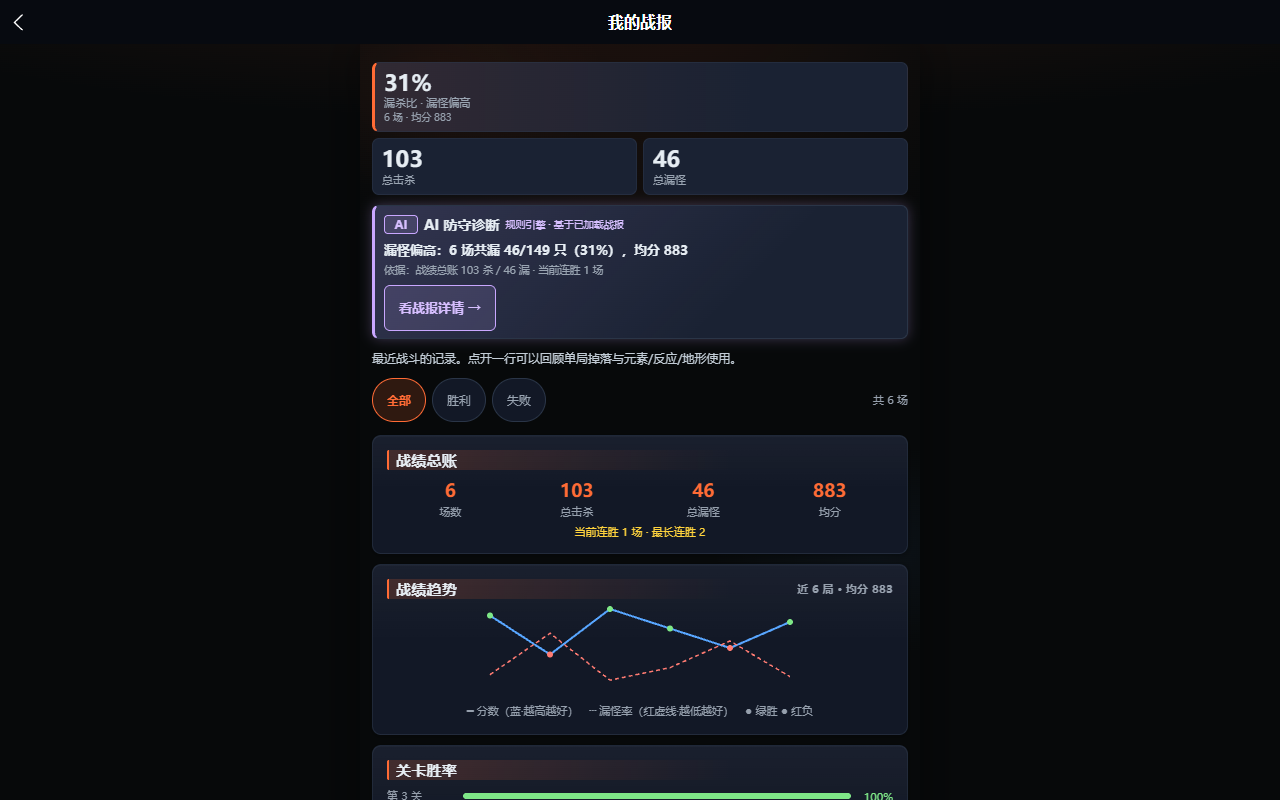 我的战报
31%
漏杀比 · 漏怪偏高
6 场 · 均分 883
103
总击杀
46
总漏怪
AI AI 防守诊断 规则引擎 · 基于已加载战报
漏怪偏高：6 场共漏 46/149 只（31%），均分 883
依据：战绩总账 103 杀 / 46 漏 · 当前连胜 1 场
看战报详情 →
最近战斗的记录。点开一行可以回顾单局掉落与元素/反应/地形使用。
全部 胜利 失败 共 6 场
战绩总账
6 103 46 883
场数 总击杀 总漏怪 均分
当前连胜 1 场 · 最长连胜 2
战绩趋势 近 6 局 • 均分 883
━ 分数（蓝·越高越好） ┄ 漏怪率（红虚线·越低越好） ● 绿胜 ● 红负
关卡胜率
第 3 关 100%